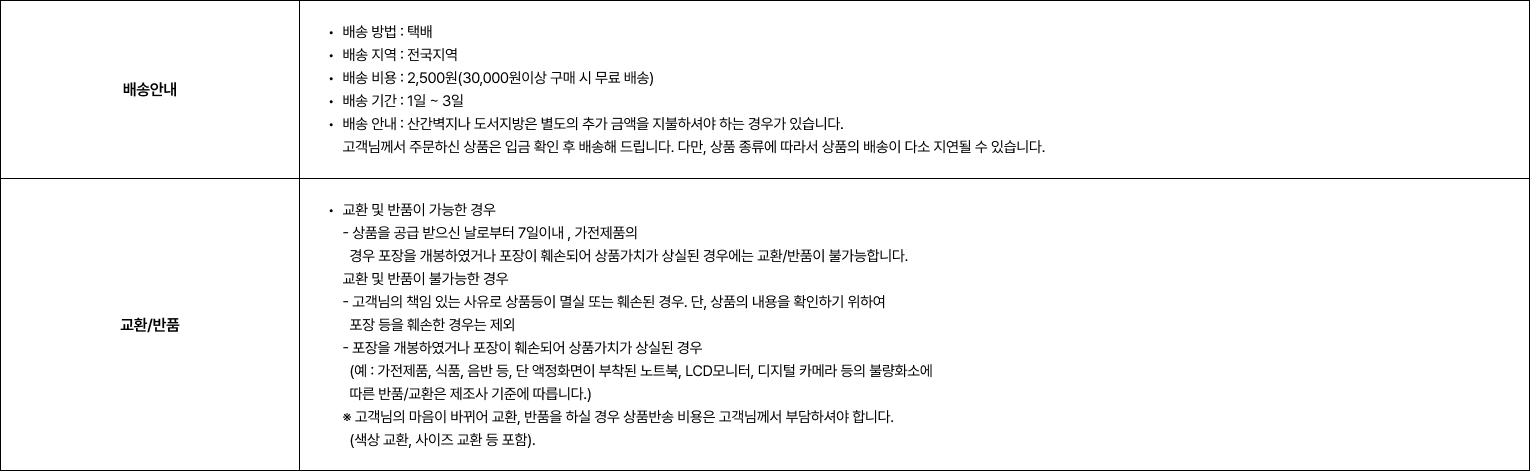 배송안내
• 배송 방법 : 택배
• 배송 지역 : 전국지역
• 배송 비용 : 2,500원(30,000원이상 구매 시 무료 배송)
• 배송 기간 : 1일 ~ 3일
• 배송 안내 : 산간벽지나 도서지방은 별도의 추가 금액을 지불하셔야 하는 경우가 있습니다.
고객님께서 주문하신 상품은 입금 확인 후 배송해 드립니다. 다만, 상품 종류에 따라서 상품의 배송이 다소 지연될 수 있습니다.
교환/반품
• 교환 및 반품이 가능한 경우
- 상품을 공급 받으신 날로부터 7일이내 , 가전제품의
경우 포장을 개봉하였거나 포장이 훼손되어 상품가치가 상실된 경우에는 교환/반품이 불가능합니다.
교환 및 반품이 불가능한 경우
- 고객님의 책임 있는 사유로 상품등이 멸실 또는 훼손된 경우. 단, 상품의 내용을 확인하기 위하여
포장 등을 훼손한 경우는 제외
- 포장을 개봉하였거나 포장이 훼손되어 상품가치가 상실된 경우
(예 : 가전제품, 식품, 음반 등, 단 액정화면이 부착된 노트북, LCD모니터, 디지털 카메라 등의 불량화소에
따른 반품/교환은 제조사 기준에 따릅니다.)
※ 고객님의 마음이 바뀌어 교환, 반품을 하실 경우 상품반송 비용은 고객님께서 부담하셔야 합니다.
(색상 교환, 사이즈 교환 등 포함).